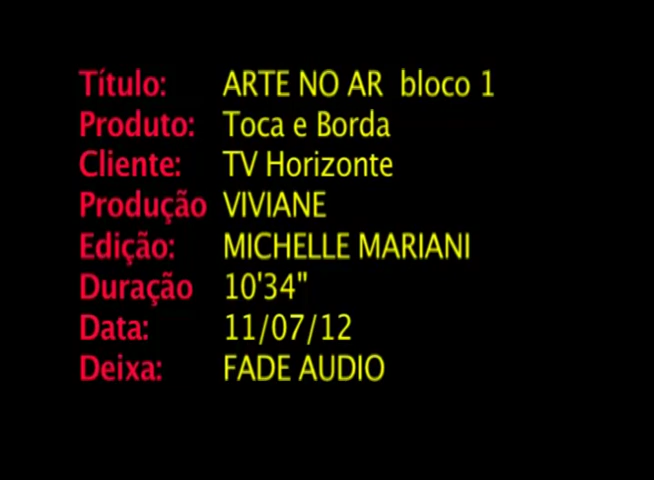 Título: ARTE NO AR bloco 1
Produto: Toca e Borda
Cliente: TV Horizonte
Produção VIVIANE
Edição: MICHELLE MARIANI
Duração 10'34"
Data: 11/07/12
Deixa: FADE AUDIO